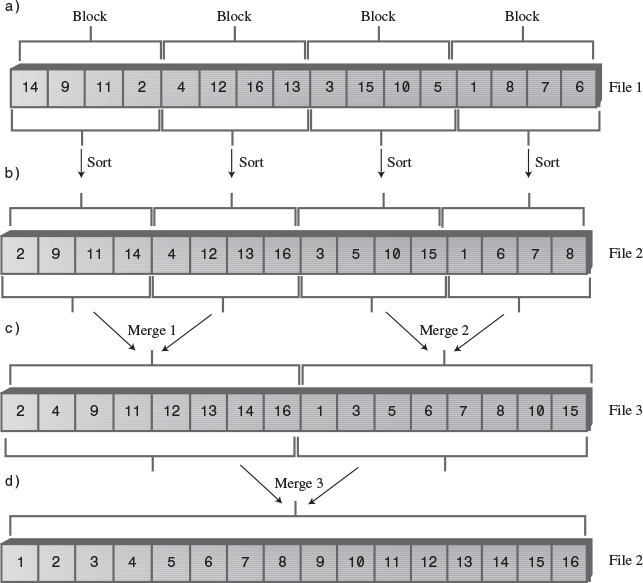 a)
Block Block Block Block
14 9 11 2 4 12 16 13 3 15 10 5 1 8 7 6 File 1
Sort Sort Sort Sort
b)
2 9 11 14 4 12 13 16 3 5 10 15 1 6 7 8 File 2
c) Merge 1 Merge 2
2 4 9 11 12 13 14 16 1 3 5 6 7 8 10 15 File 3
d) Merge 3
1 2 3 4 5 6 7 8 9 10 11 12 13 14 15 16 File 2